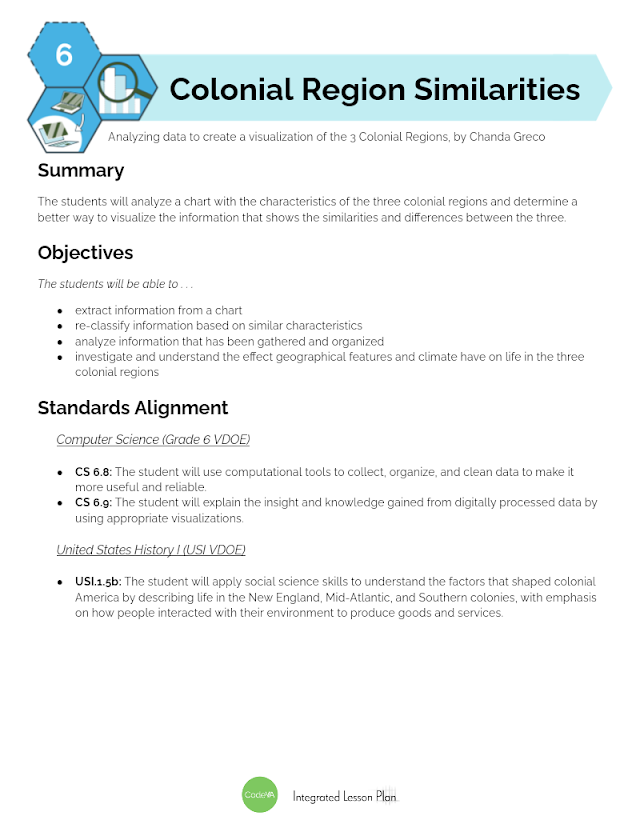 6
Colonial Region Similarities
Analyzing data to create a visualization of the 3 Colonial Regions, by Chanda Greco
Summary
The students will analyze a chart with the characteristics of the three colonial regions and determine a
better way to visualize the information that shows the similarities and differences between the three.
Objectives
The students will be able to . . .
● extract information from a chart
● re-classify information based on similar characteristics
● analyze information that has been gathered and organized
● investigate and understand the effect geographical features and climate have on life in the three
colonial regions
Standards Alignment
Computer Science (Grade 6 VDOE)
● CS 6.8: The student will use computational tools to collect, organize, and clean data to make it
more useful and reliable.
● CS 6.9: The student will explain the insight and knowledge gained from digitally processed data by
using appropriate visualizations.
United States History I (USI VDOE)
● USI.1.5b: The student will apply social science skills to understand the factors that shaped colonial
America by describing life in the New England, Mid-Atlantic, and Southern colonies, with emphasis
on how people interacted with their environment to produce goods and services.
CodeVA
Integrated Lesson Plan